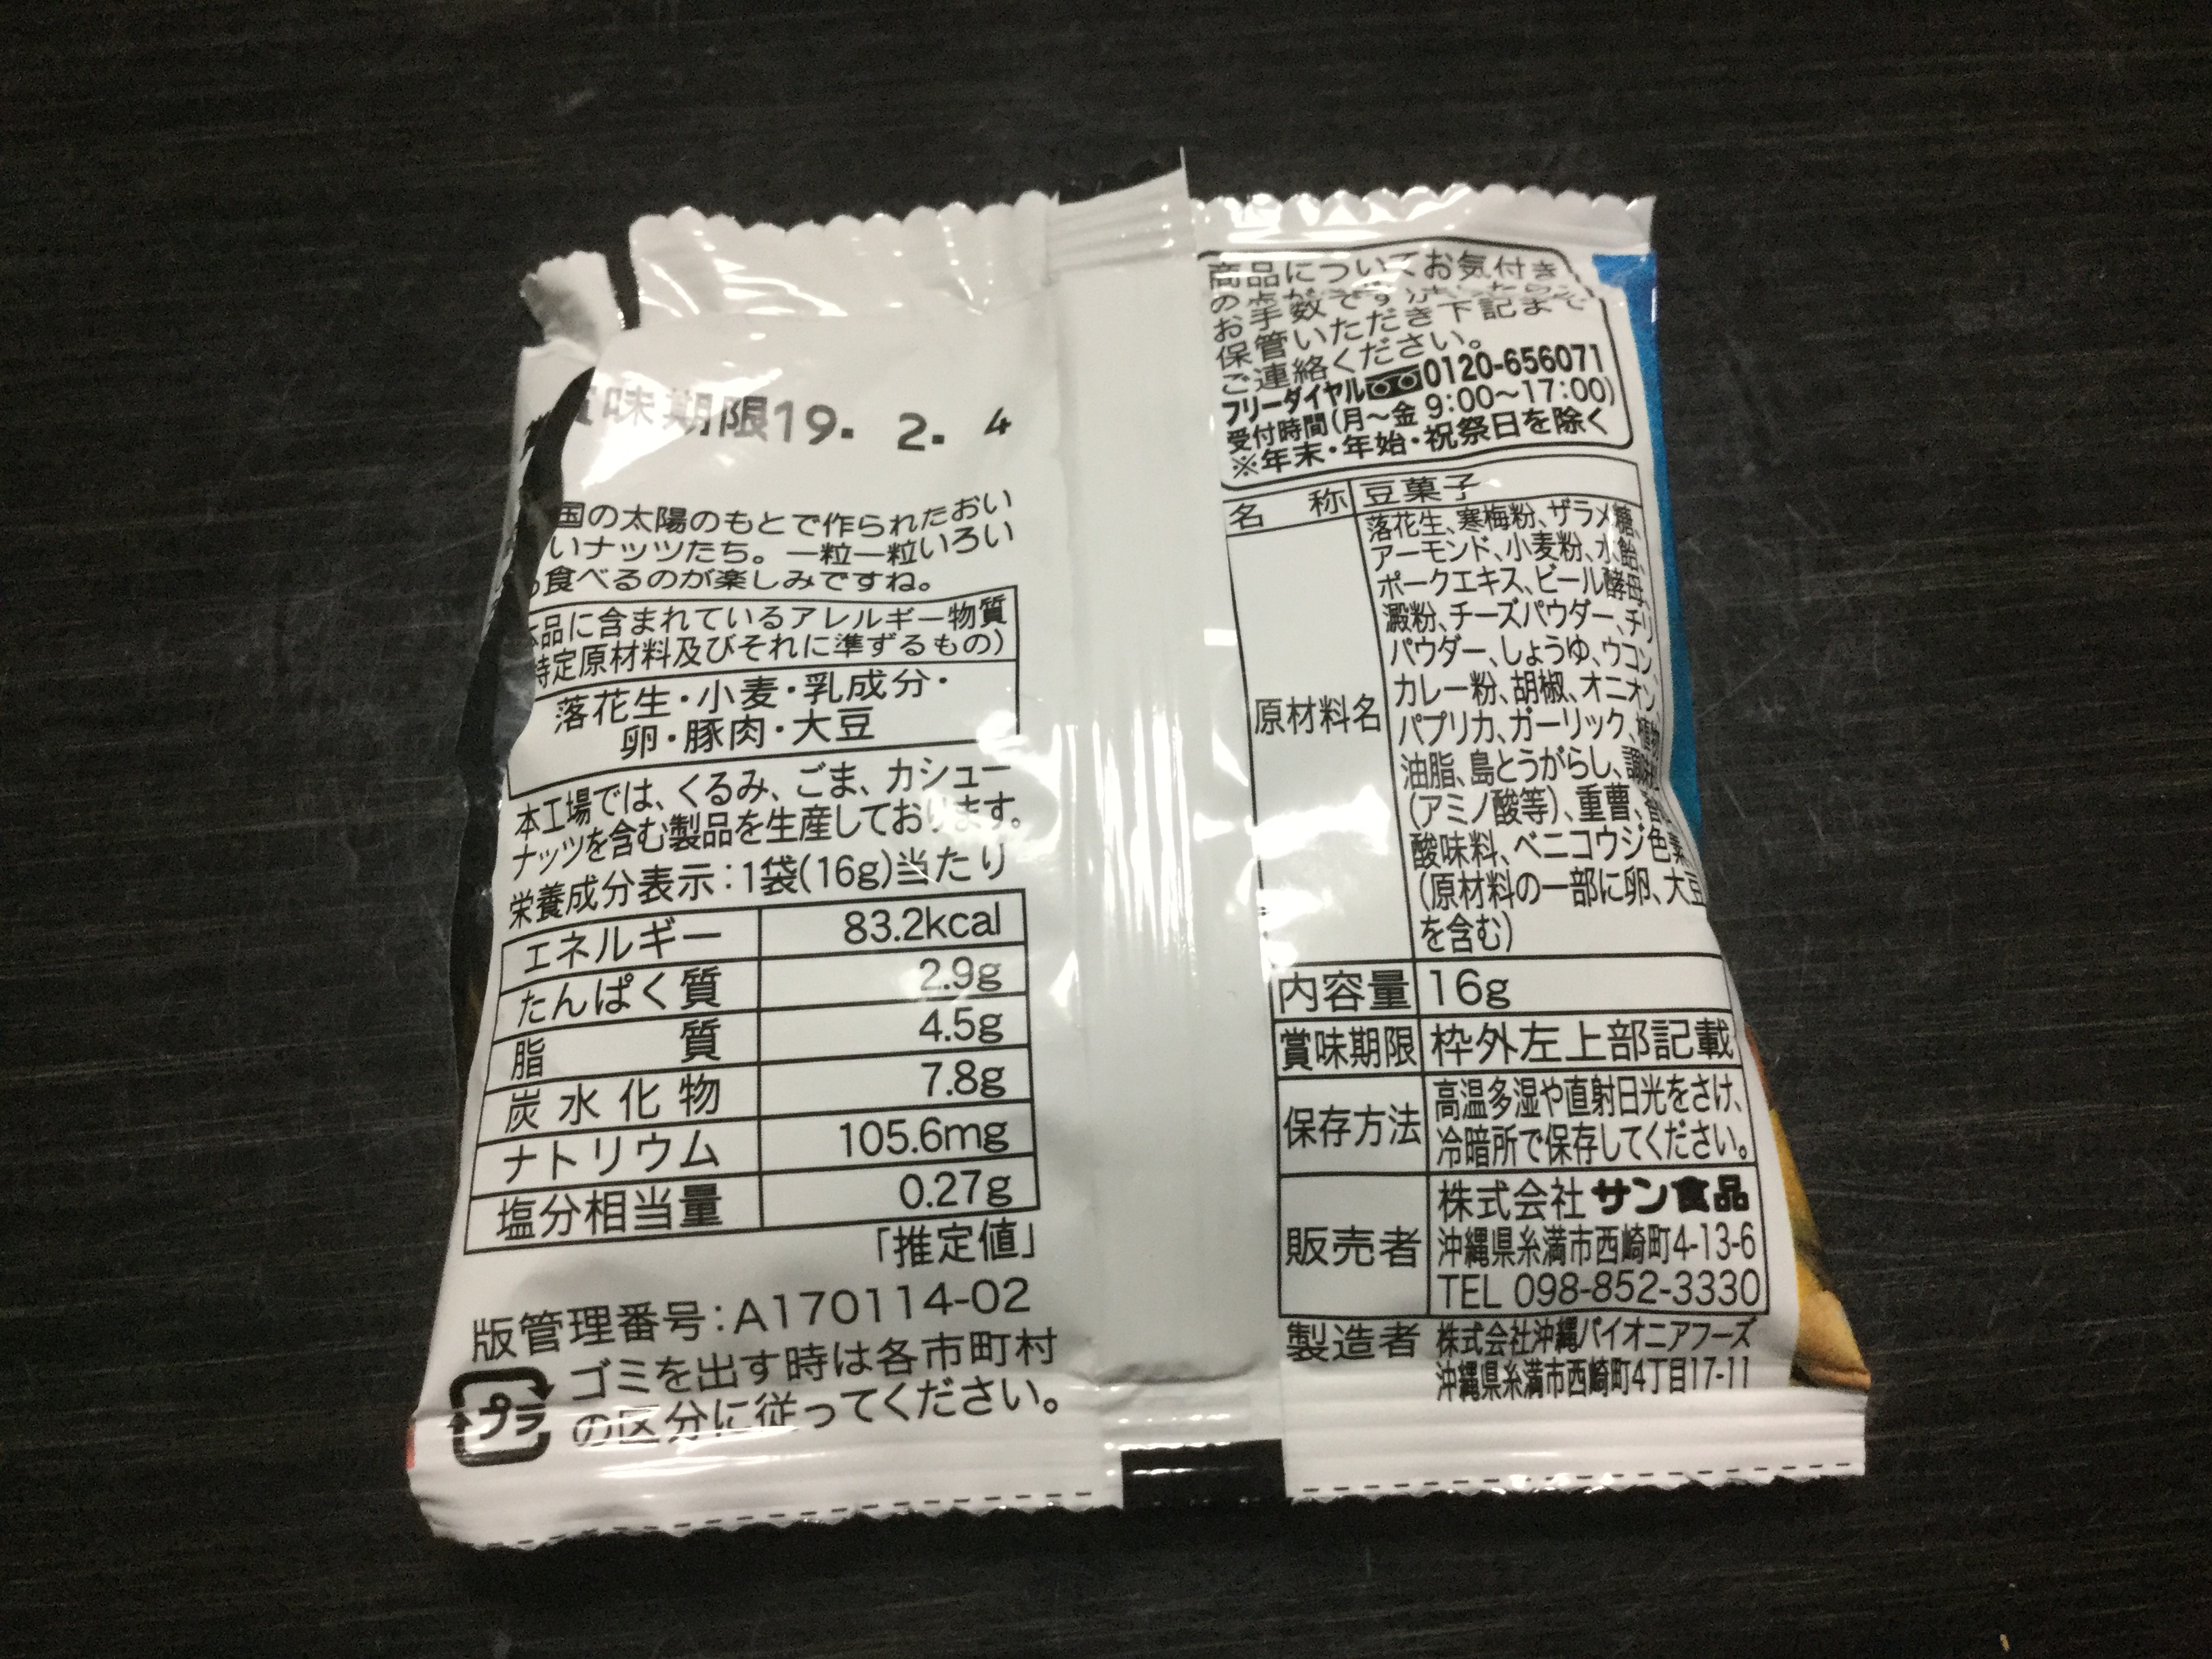 味期限19. 2. 4
国の太陽のもとで作られたおい
いナッツたち。一粒一粒いろい
食べるのが楽しみですね。
品に含まれているアレルギー物質
特定原材料及びそれに準ずるもの)
落花生・小麦・乳成分・
卵・豚肉・大豆
本工場では、くるみ、ごま、カシュー
ナッツを含む製品を生産しております。
栄養成分表示:1袋(16g)当たり
エネルギー 83.2kcal
たんぱく質 2.9g
脂質 4.5g
炭水化物 7.8g
ナトリウム 105.6mg
塩分相当量 0.27g
「推定値」
版管理番号:A170114-02
プラ
ゴミを出す時は各市町村
の区分に従ってください。
商品についてお気付き
お手数ですが
保管いただき下記まで
ご連絡ください。
フリーダイヤル 0120-656071
受付時間(月~金 9:00~17:00)
※年末・年始・祝祭日を除く
名称 豆菓子
原材料名
落花生、寒梅粉、ザラメ糖、
アーモンド、小麦粉、水飴、
ポークエキス、ビール酵母、
澱粉、チーズパウダー、チリ
パウダー、しょうゆ、ウコン、
カレー粉、胡椒、オニオン、
パプリカ、ガーリック、植物
油脂、島とうがらし、調味
(アミノ酸等)、重曹、
酸味料、ベニコウジ色素
(原材料の一部に卵、大豆
を含む)
内容量 16g
賞味期限 枠外左上部記載
保存方法 高温多湿や直射日光をさけ、
冷暗所で保存してください。
販売者
株式会社サン食品
沖縄県糸満市西崎町4-13-6
TEL 098-852-3330
製造者 株式会社沖縄パイオニアフーズ
沖縄県糸満市西崎町4丁目17-11